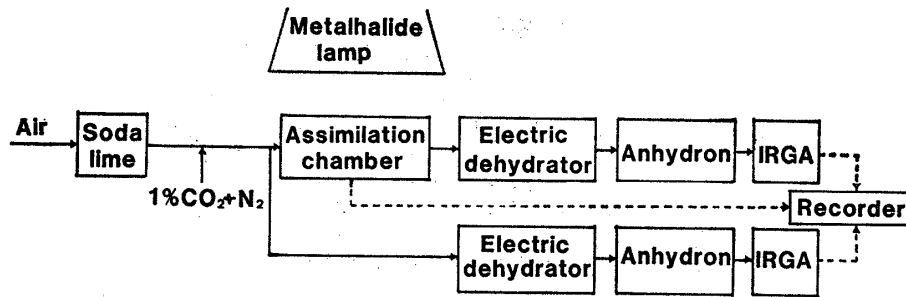 Metalhalide
lamp
Air
Soda
lime
Assimilation
chamber
Electric
dehydrator
Anhydron
IRGA
1%CO₂+N₂
Recorder
Electric
dehydrator
Anhydron
IRGA